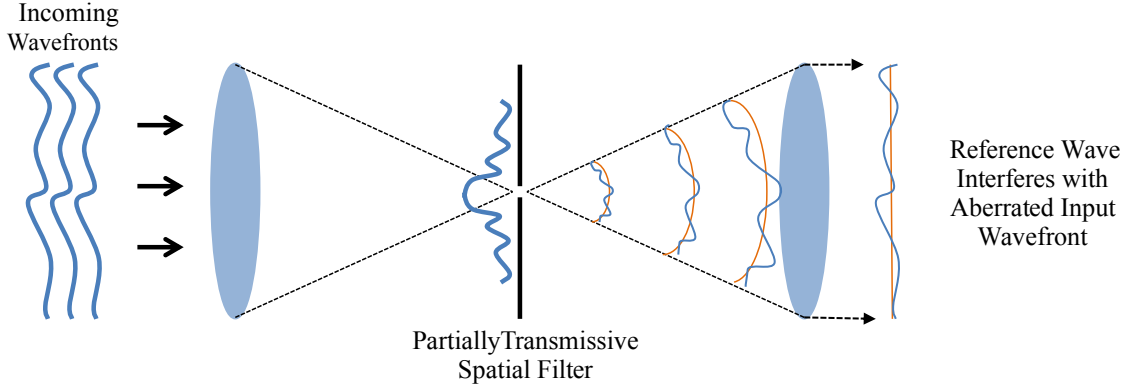 Incoming
Wavefronts
PartiallyTransmissive
Spatial Filter
Reference Wave
Interferes with
Aberrated Input
Wavefront